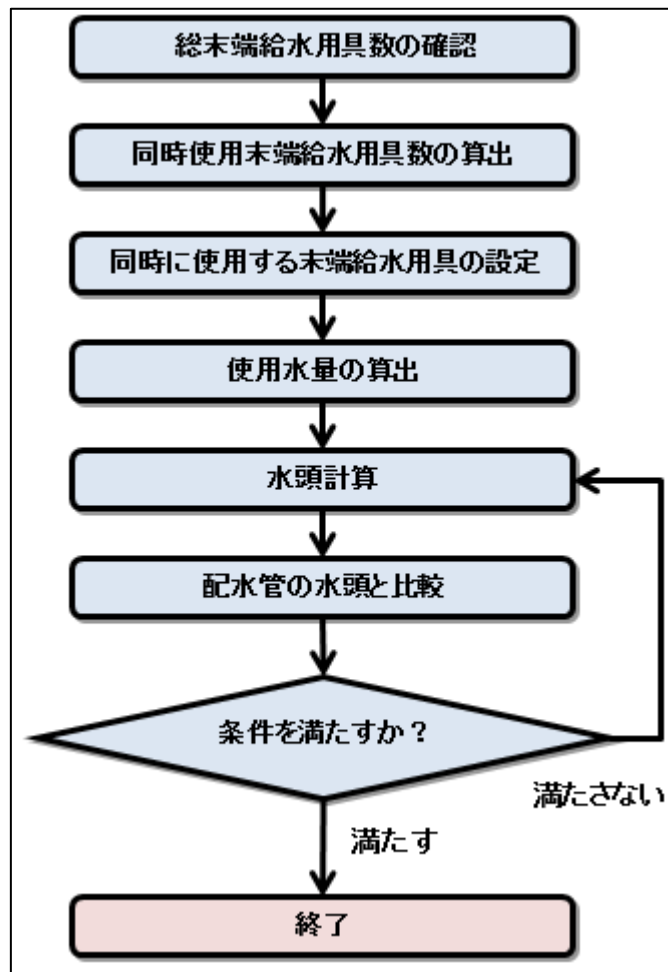 総末端給水用具数の確認
同時使用末端給水用具数の算出
同時に使用する末端給水用具の設定
使用水量の算出
水頭計算
配水管の水頭と比較
条件を満たすか？
満たさない
満たす
終了